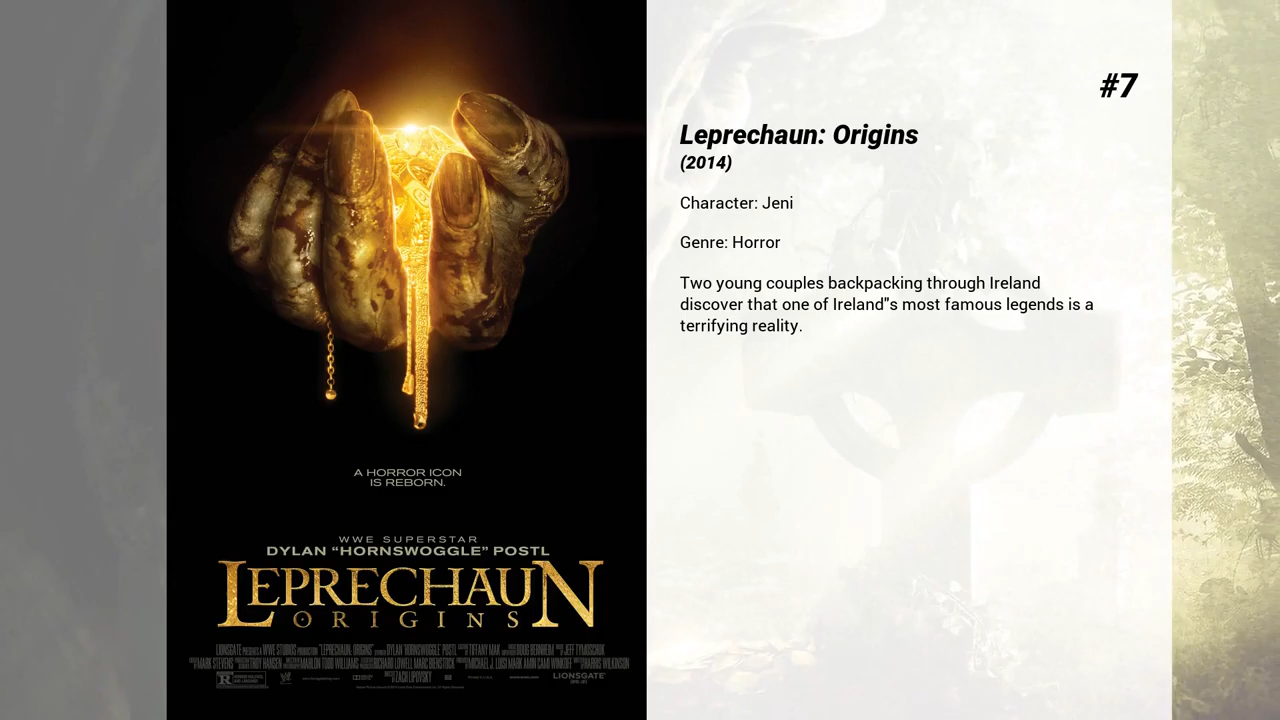 #7
Leprechaun: Origins
(2014)
Character: Jeni
Genre: Horror
Two young couples backpacking through Ireland
discover that one of Ireland"s most famous legends is a
terrifying reality.
A HORROR ICON
IS REBORN.
WWE SUPERSTAR
DYLAN “HORNSWOGGLE” POSTL
LEPRECHAUN
ORIGINS
LIONSGATE